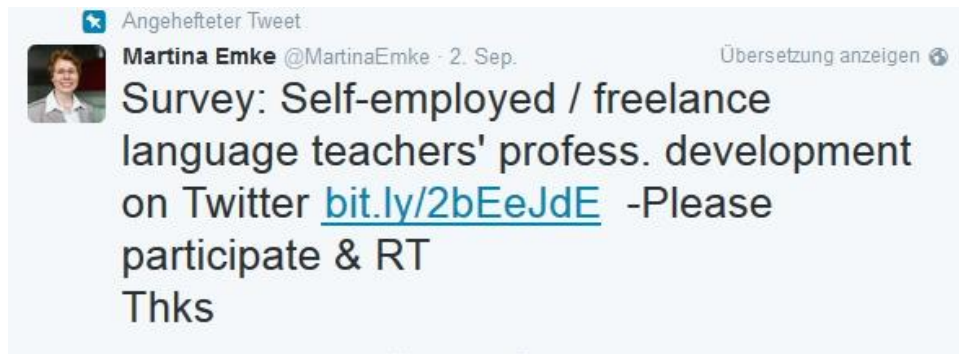 Angehefteter Tweet
Martina Emke @MartinaEmke · 2. Sep. Übersetzung anzeigen
Survey: Self-employed / freelance
language teachers' profess. development
on Twitter bit.ly/2bEeJdE -Please
participate & RT
Thks